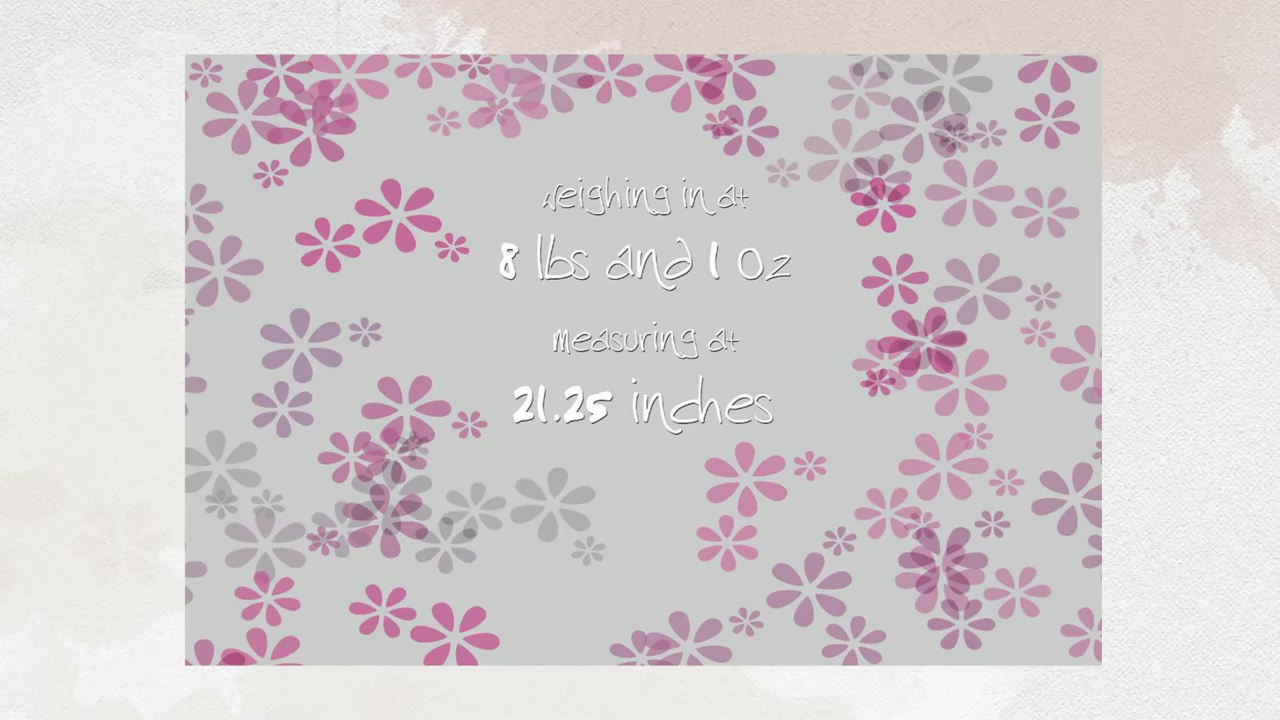 weighing in at
8 lbs and 1 Oz
measuring at
21.25 inches